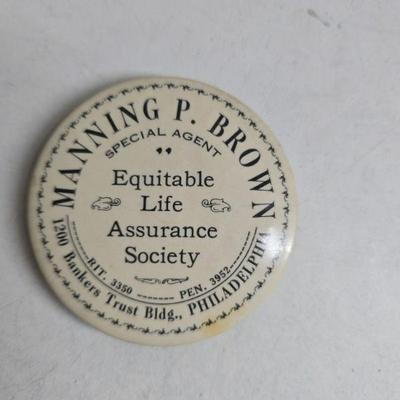 MANNING P. BROWN
SPECIAL AGENT
Equitable
Life
Assurance
Society
RIT. 3350 PEN. 3952
1200 Bankers Trust Bldg., PHILADELPHIA